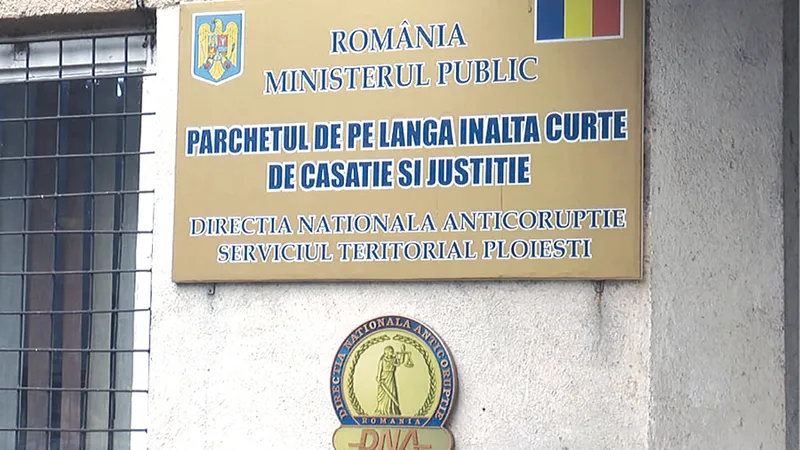 ROMÂNIA
MINISTERUL PUBLIC
PARCHETUL DE PE LANGA INALTA CURTE
DE CASATIE SI JUSTITIE
DIRECTIA NATIONALA ANTICORUPTIE
SERVICIUL TERITORIAL PLOIESTI
DIRECTIA NATIONALA ANTICORUPTIE
ROMANIA
DNA